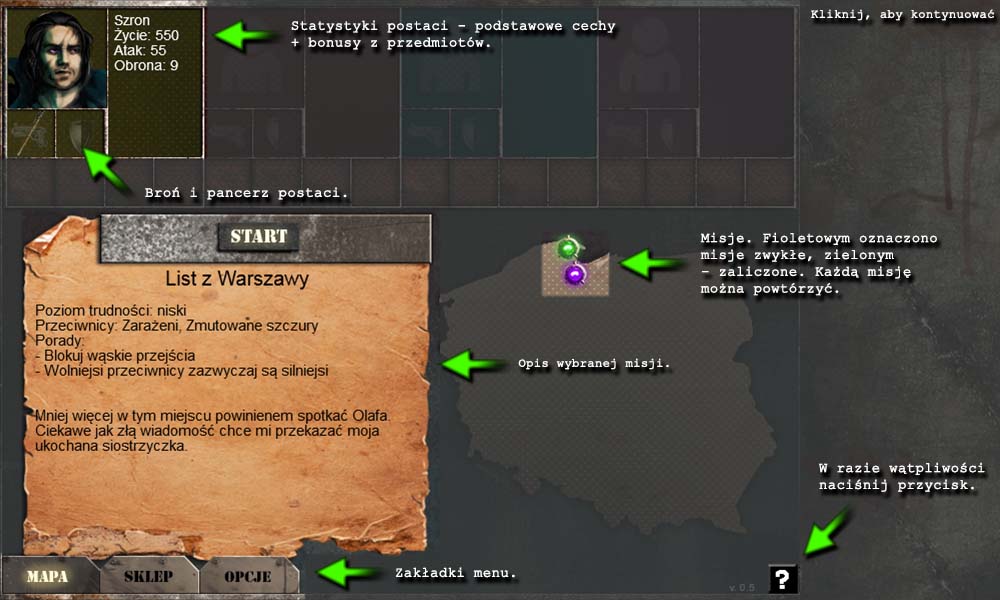 Szron
Życie: 550
Atak: 55
Obrona: 9
Statystyki postaci - podstawowe cechy
+ bonusy z przedmiotów.
Kliknij, aby kontynuować
Broń i pancerz postaci.
START
List z Warszawy
Poziom trudności: niski
Przeciwnicy: Zarażeni, Zmutowane szczury
Porady:
- Blokuj wąskie przejścia
- Wolniejsi przeciwnicy zazwyczaj są silniejsi
Mniej więcej w tym miejscu powinienem spotkać Olafa.
Ciekawe jak złą wiadomość chce mi przekazać moja
ukochana siostrzyczka.
Misje. Fioletowym oznaczono
misje zwykłe, zielonym
- zaliczone. Każdą misję
można powtórzyć.
Opis wybranej misji.
W razie wątpliwości
naciśnij przycisk.
MAPA
SKLEP
OPCJE
Zakładki menu.
v. 0.5
?